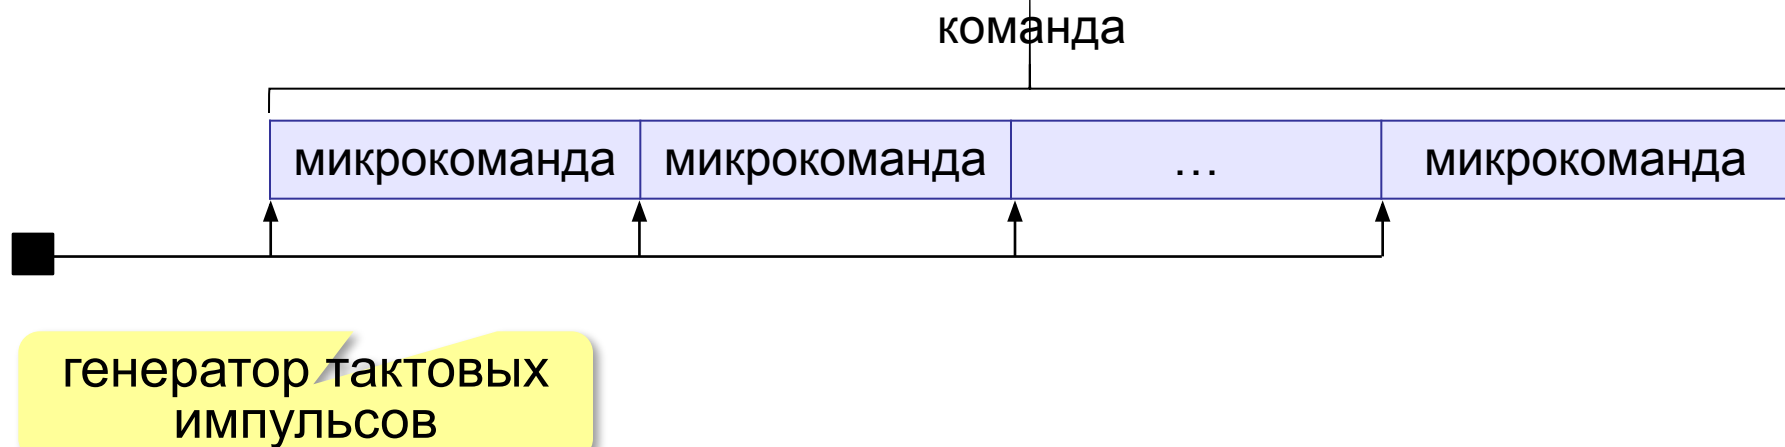 команда
микрокоманда микрокоманда … микрокоманда
генератор тактовых
импульсов